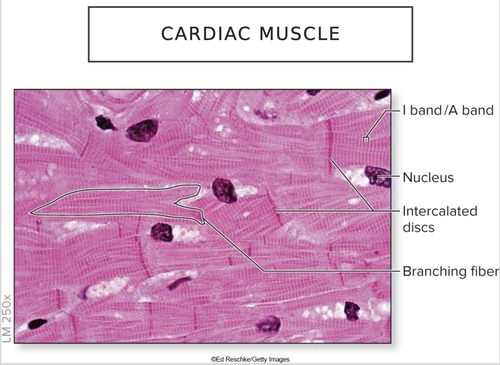 CARDIAC MUSCLE
I band/A band
Nucleus
Intercalated
discs
Branching fiber
LM 250x
©Ed Reschke/Getty Images